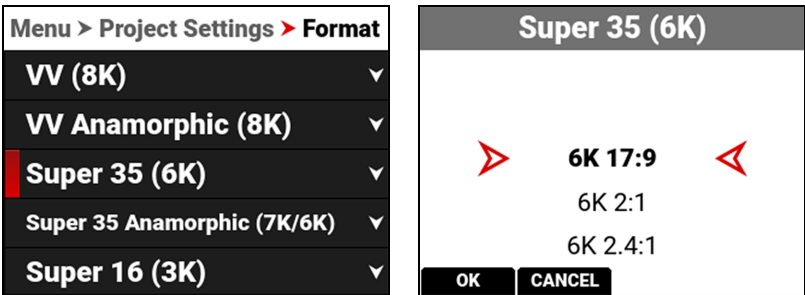 Menu > Project Settings > Format
VV (8K)
VV Anamorphic (8K)
Super 35 (6K)
Super 35 Anamorphic (7K/6K)
Super 16 (3K)
Super 35 (6K)
6K 17:9
6K 2:1
6K 2.4:1
OK CANCEL